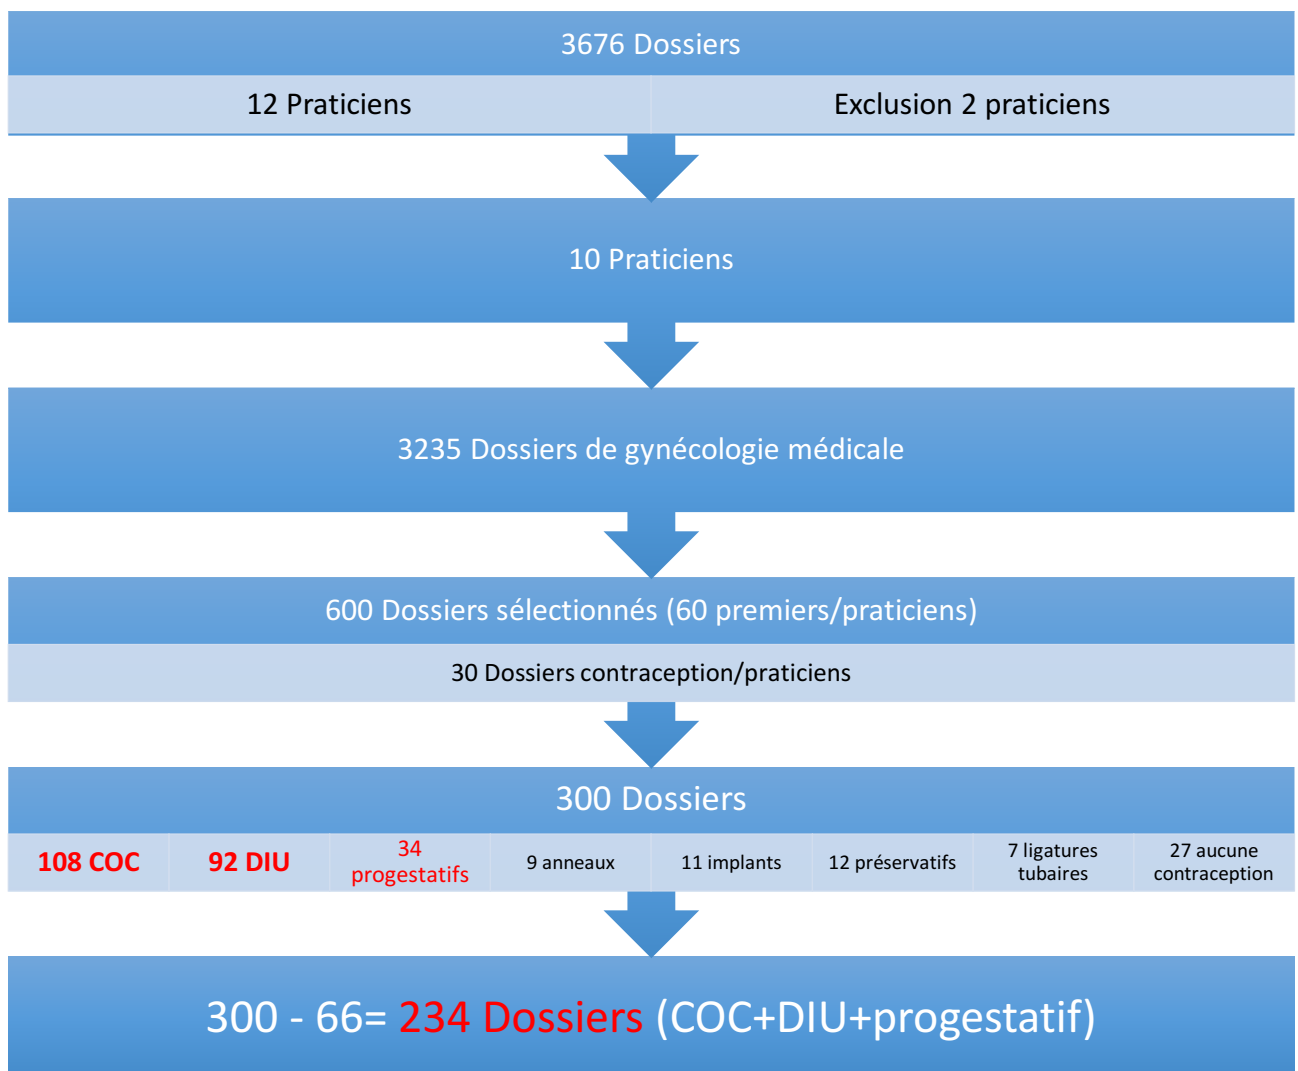 3676 Dossiers
12 Praticiens
Exclusion 2 praticiens
10 Praticiens
3235 Dossiers de gynécologie médicale
600 Dossiers sélectionnés (60 premiers/praticiens)
30 Dossiers contraception/praticiens
300 Dossiers
108 COC
92 DIU
34
progestatifs
9 anneaux
11 implants
12 préservatifs
7 ligatures
tubaires
27 aucune
contraception
300 - 66= 234 Dossiers (COC+DIU+progestatif)